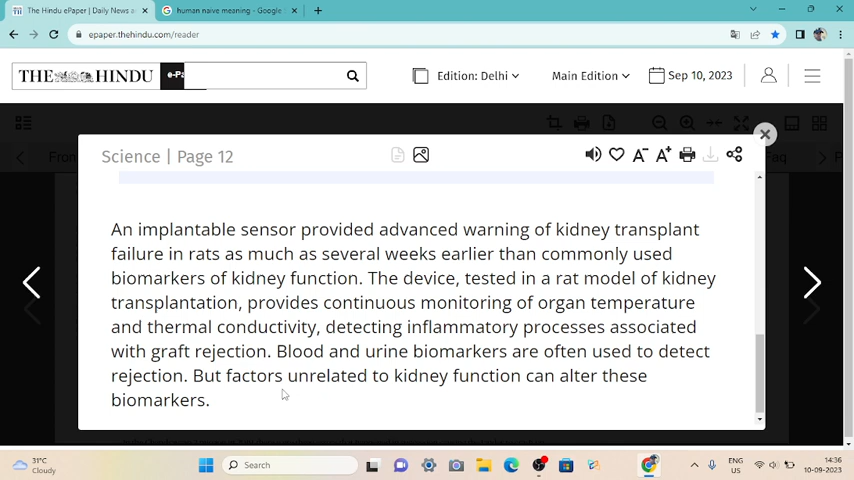 The Hindu ePaper | Daily News a
human naive meaning - Google
epaper.thehindu.com/reader
THE HINDU
e-Pa
Edition: Delhi
Main Edition
Sep 10, 2023
Fron
Faq
Science | Page 12
A-
A+
An implantable sensor provided advanced warning of kidney transplant
failure in rats as much as several weeks earlier than commonly used
biomarkers of kidney function. The device, tested in a rat model of kidney
transplantation, provides continuous monitoring of organ temperature
and thermal conductivity, detecting inflammatory processes associated
with graft rejection. Blood and urine biomarkers are often used to detect
rejection. But factors unrelated to kidney function can alter these
biomarkers.
31°C
Cloudy
Search
ENG
US
14:36
10-09-2023